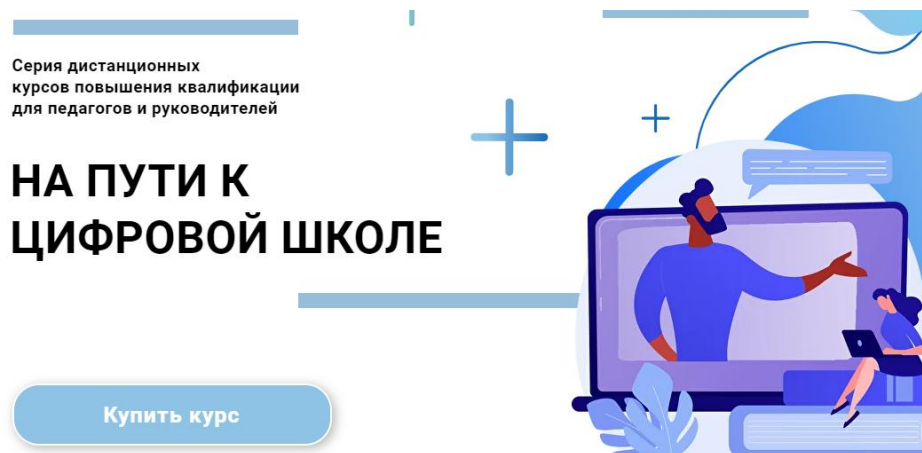 Серия дистанционных
курсов повышения квалификации
для педагогов и руководителей
НА ПУТИ К
ЦИФРОВОЙ ШКОЛЕ
Купить курс